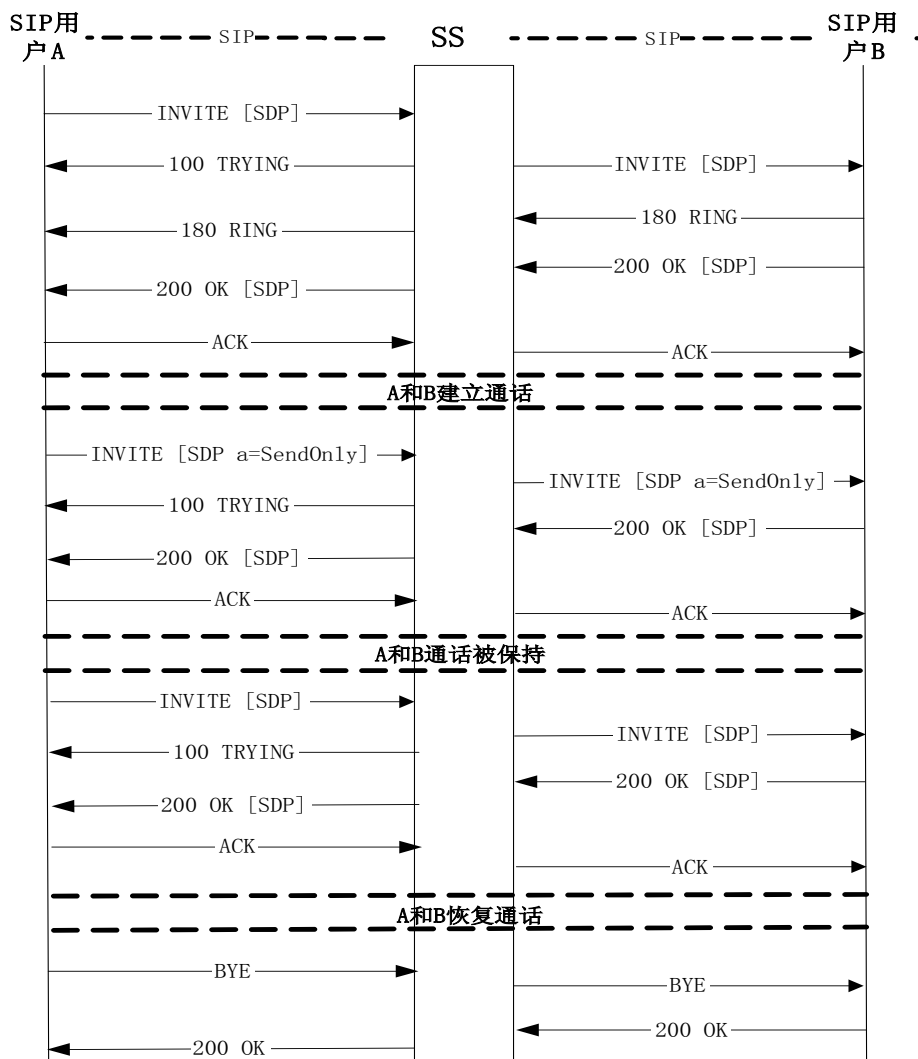 SIP用
户A
SIP
SS
SIP
SIP用
户B
INVITE [SDP]
100 TRYING
INVITE [SDP]
180 RING
180 RING
200 OK [SDP]
200 OK [SDP]
ACK
ACK
A和B建立通话
INVITE [SDP a=SendOnly]
INVITE [SDP a=SendOnly]
100 TRYING
200 OK [SDP]
200 OK [SDP]
ACK
ACK
A和B通话被保持
INVITE [SDP]
INVITE [SDP]
100 TRYING
200 OK [SDP]
200 OK [SDP]
ACK
ACK
A和B恢复通话
BYE
BYE
200 OK
200 OK